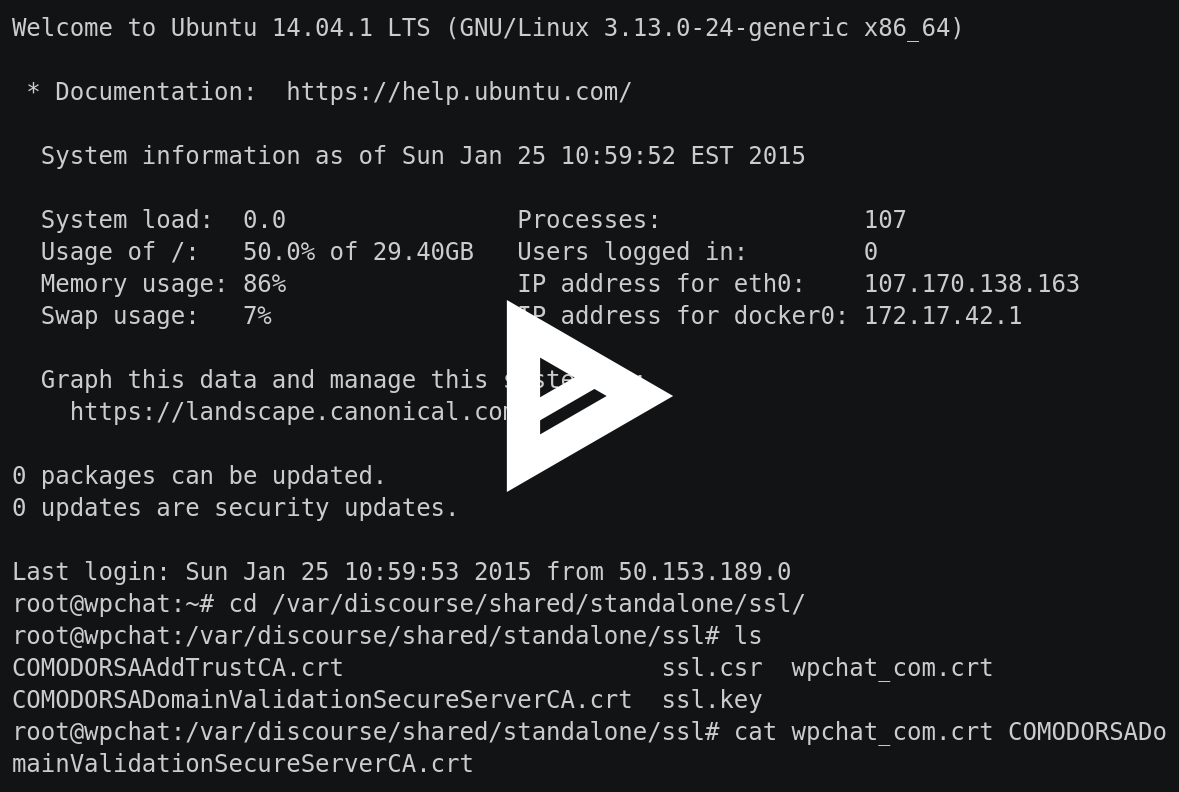 Welcome to Ubuntu 14.04.1 LTS (GNU/Linux 3.13.0-24-generic x86_64)
* Documentation:  https://help.ubuntu.com/
System information as of Sun Jan 25 10:59:52 EST 2015
System load:  0.0                Processes:              107
Usage of /:   50.0% of 29.40GB   Users logged in:        0
Memory usage: 86%                IP address for eth0:    107.170.138.163
Swap usage:   7%                 IP address for docker0: 172.17.42.1
Graph this data and manage this
https://landscape.canonical.com
0 packages can be updated.
0 updates are security updates.
Last login: Sun Jan 25 10:59:53 2015 from 50.153.189.0
root@wpchat:~# cd /var/discourse/shared/standalone/ssl/
root@wpchat:/var/discourse/shared/standalone/ssl# ls
COMODORSAAddTrustCA.crt                      ssl.csr  wpchat_com.crt
COMODORSADomainValidationSecureServerCA.crt  ssl.key
root@wpchat:/var/discourse/shared/standalone/ssl# cat wpchat_com.crt COMODORSADo
mainValidationSecureServerCA.crt